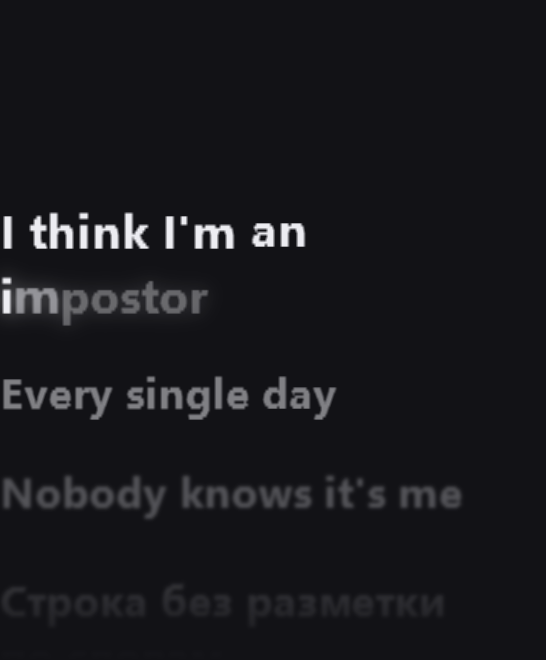 I think I'm an
impostor
Every single day
Nobody knows it's me
Строка без разметки